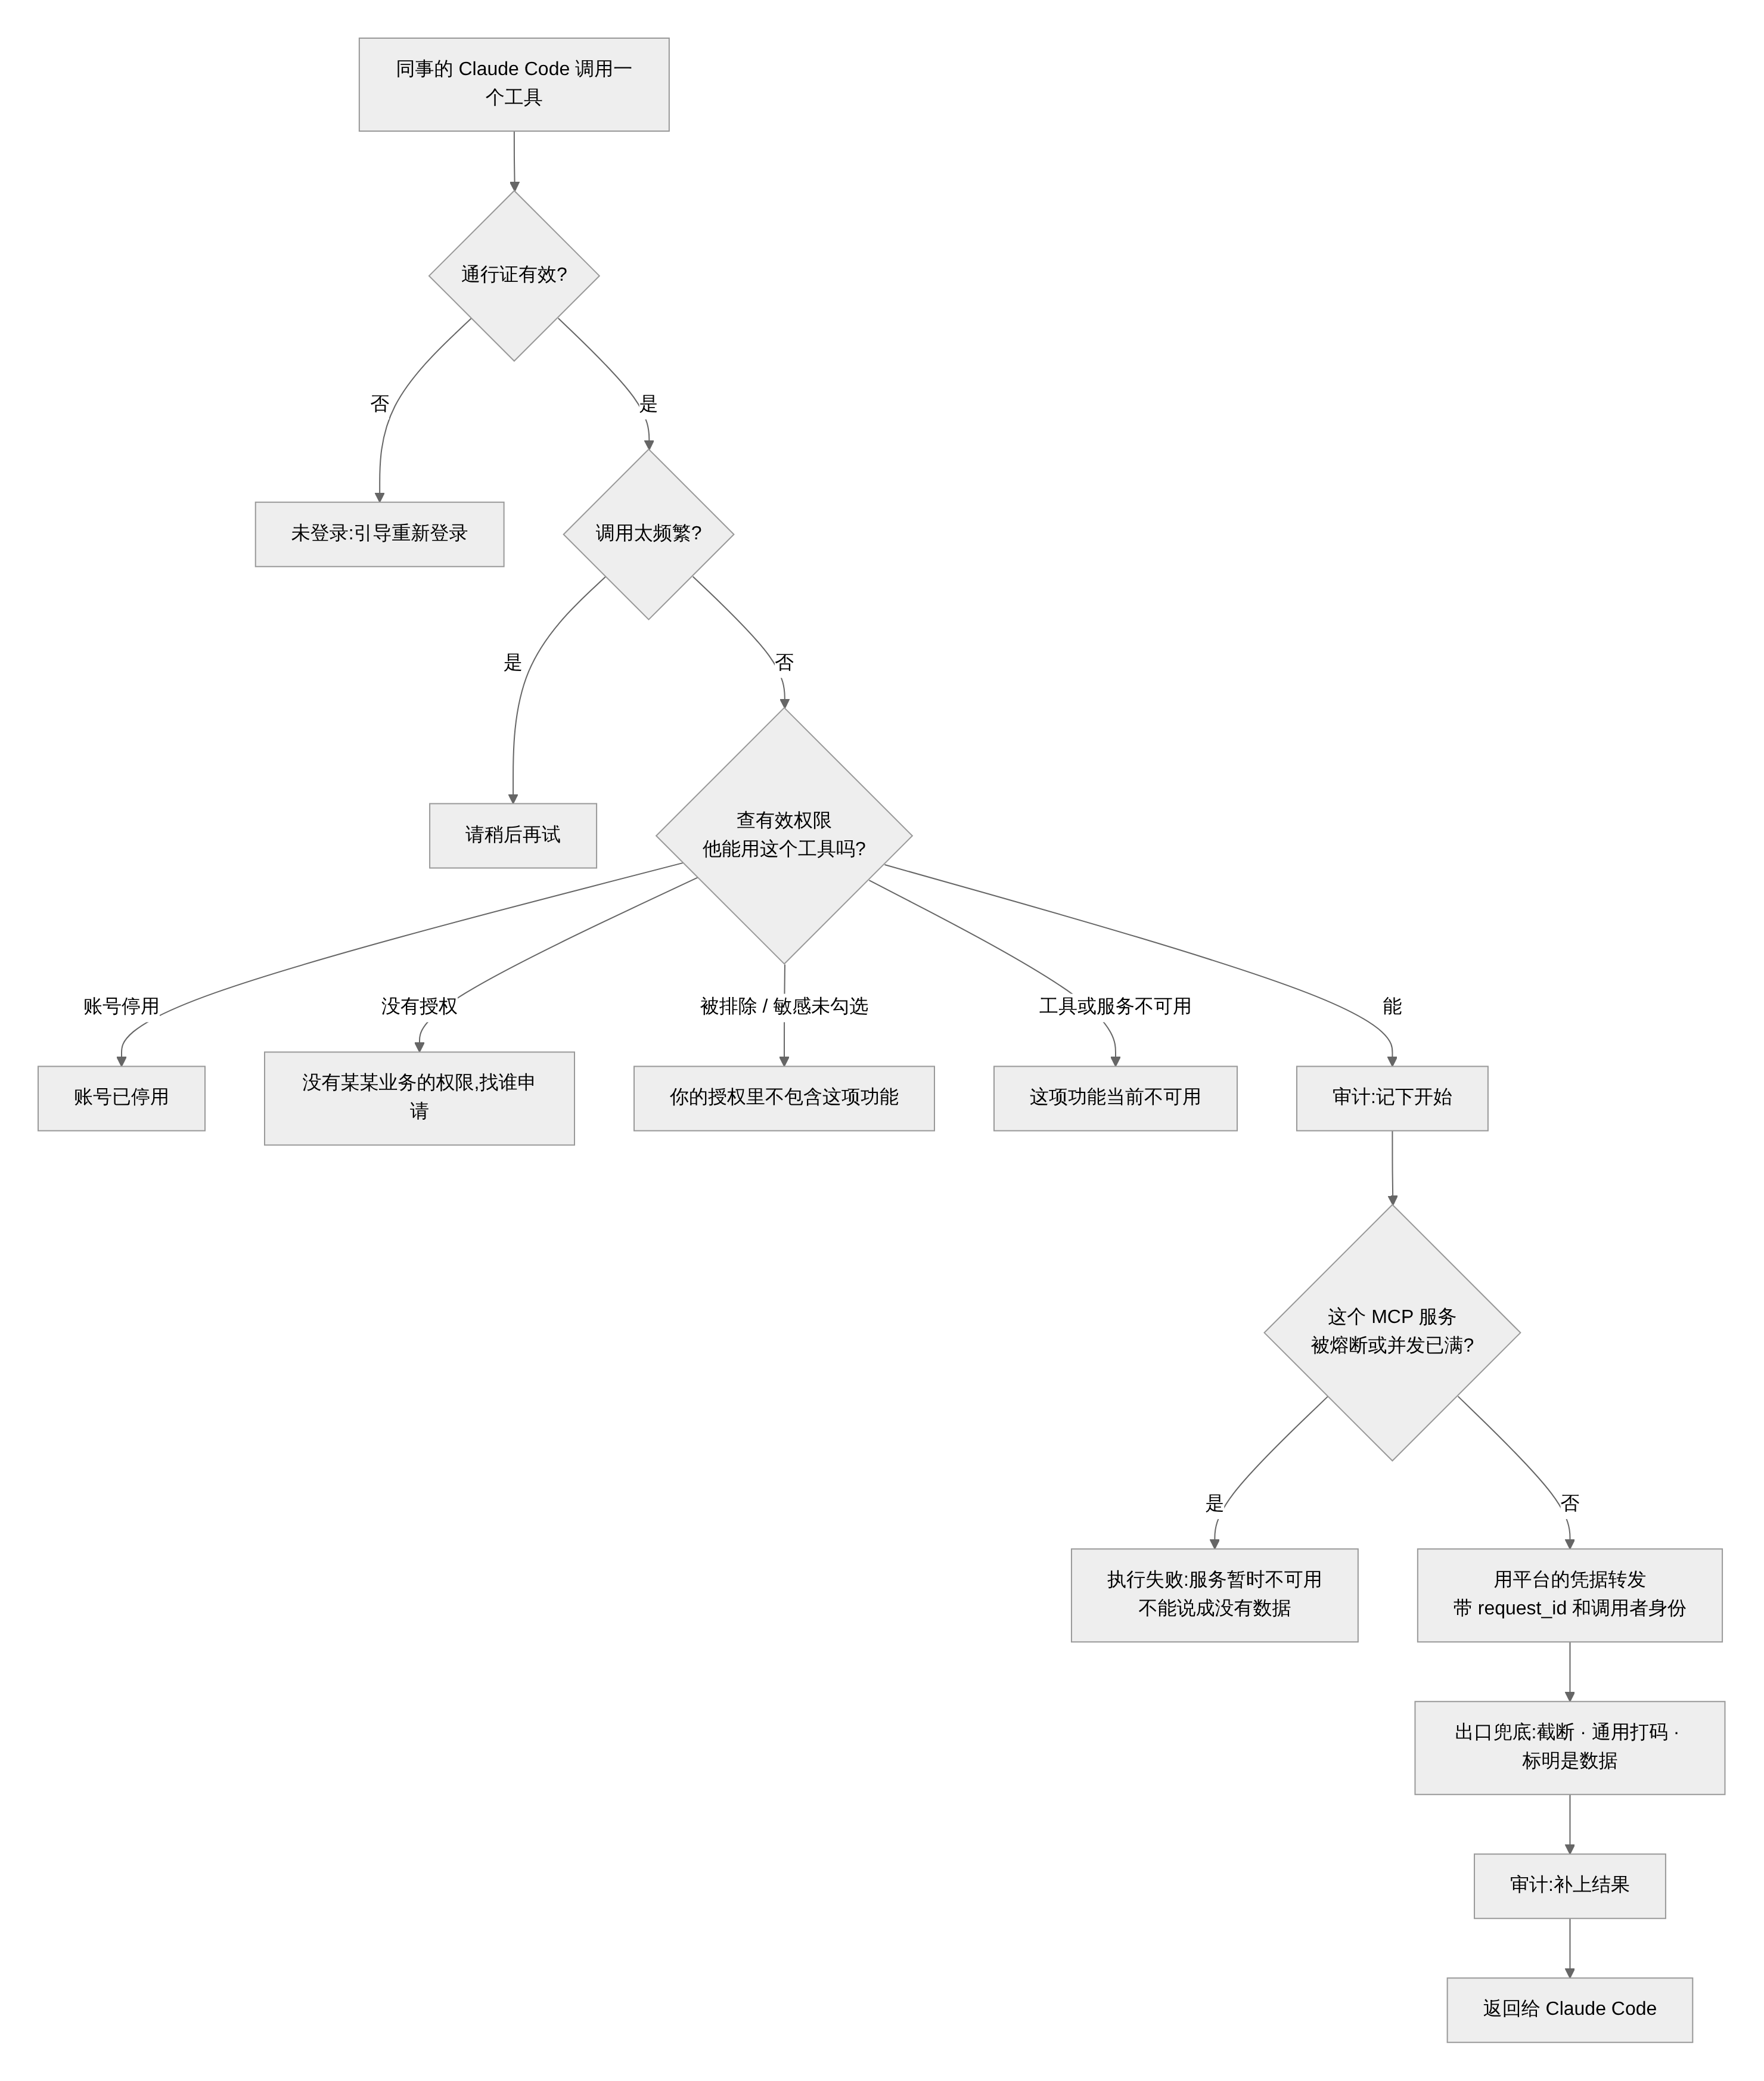 同事的 Claude Code 调用一
个工具
通行证有效?
否
是
未登录:引导重新登录
调用太频繁?
是
否
请稍后再试
查有效权限
他能用这个工具吗?
账号停用
没有授权
被排除 / 敏感未勾选
工具或服务不可用
能
账号已停用
没有某某业务的权限,找谁申
请
你的授权里不包含这项功能
这项功能当前不可用
审计:记下开始
这个 MCP 服务
被熔断或并发已满?
是
否
执行失败:服务暂时不可用
不能说成没有数据
用平台的凭据转发
带 request_id 和调用者身份
出口兜底:截断 · 通用打码 ·
标明是数据
审计:补上结果
返回给 Claude Code